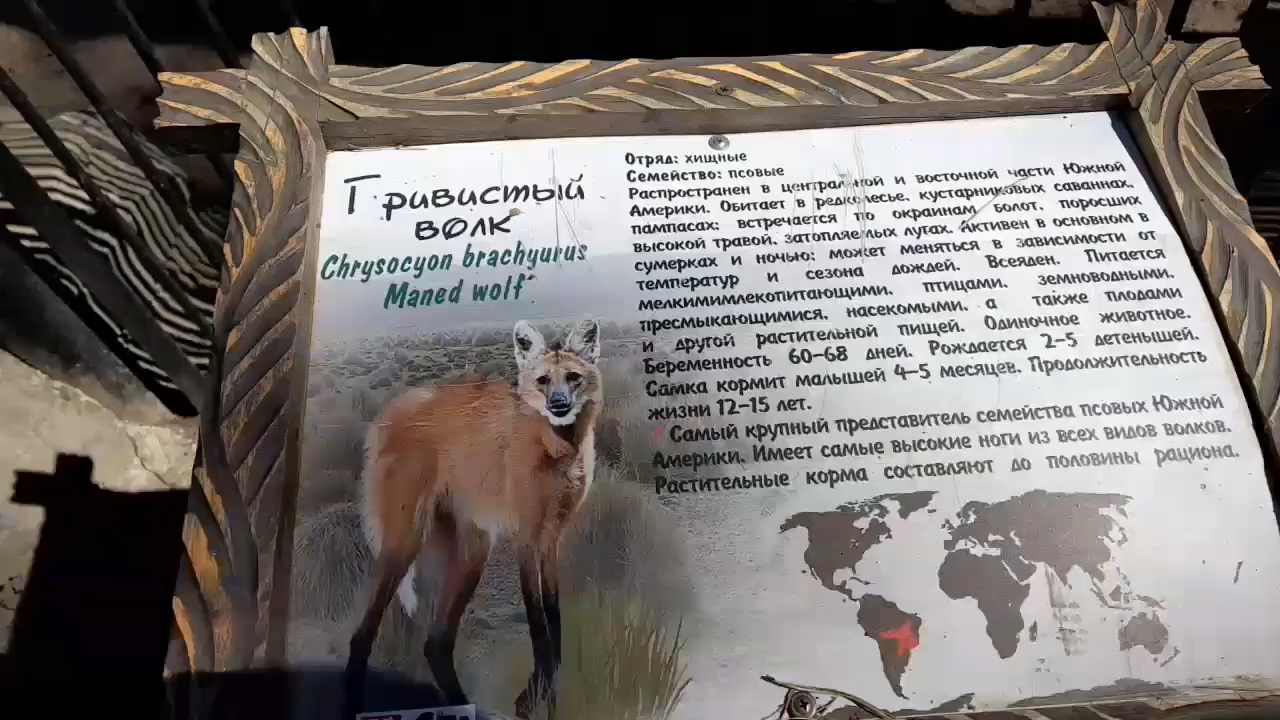 Гривистый
волк
Chrysocyon brachyurus
Maned wolf
Отряд: хищные
Семейство: псовые
Распространен в центральной и восточной части Южной
Америки. Обитает в редколесье, кустарниковых саваннах,
пампасах; встречается по окраинам болот, поросших
высокой травой, затопляемых лугах. Активен в основном в
сумерках и ночью; может меняться в зависимости от
температур и сезона дождей. Всеяден. Питается
мелкимимлекопитающими, птицами, земноводными,
пресмыкающимися, насекомыми, а также плодами
и другой растительной пищей. Одиночное животное.
Беременность 60-68 дней. Рождается 2-5 детенышей.
Самка кормит малышей 4-5 месяцев. Продолжительность
жизни 12-15 лет.
* Самый крупный представитель семейства псовых Южной
Америки. Имеет самые высокие ноги из всех видов волков.
Растительные корма составляют до половины рациона.